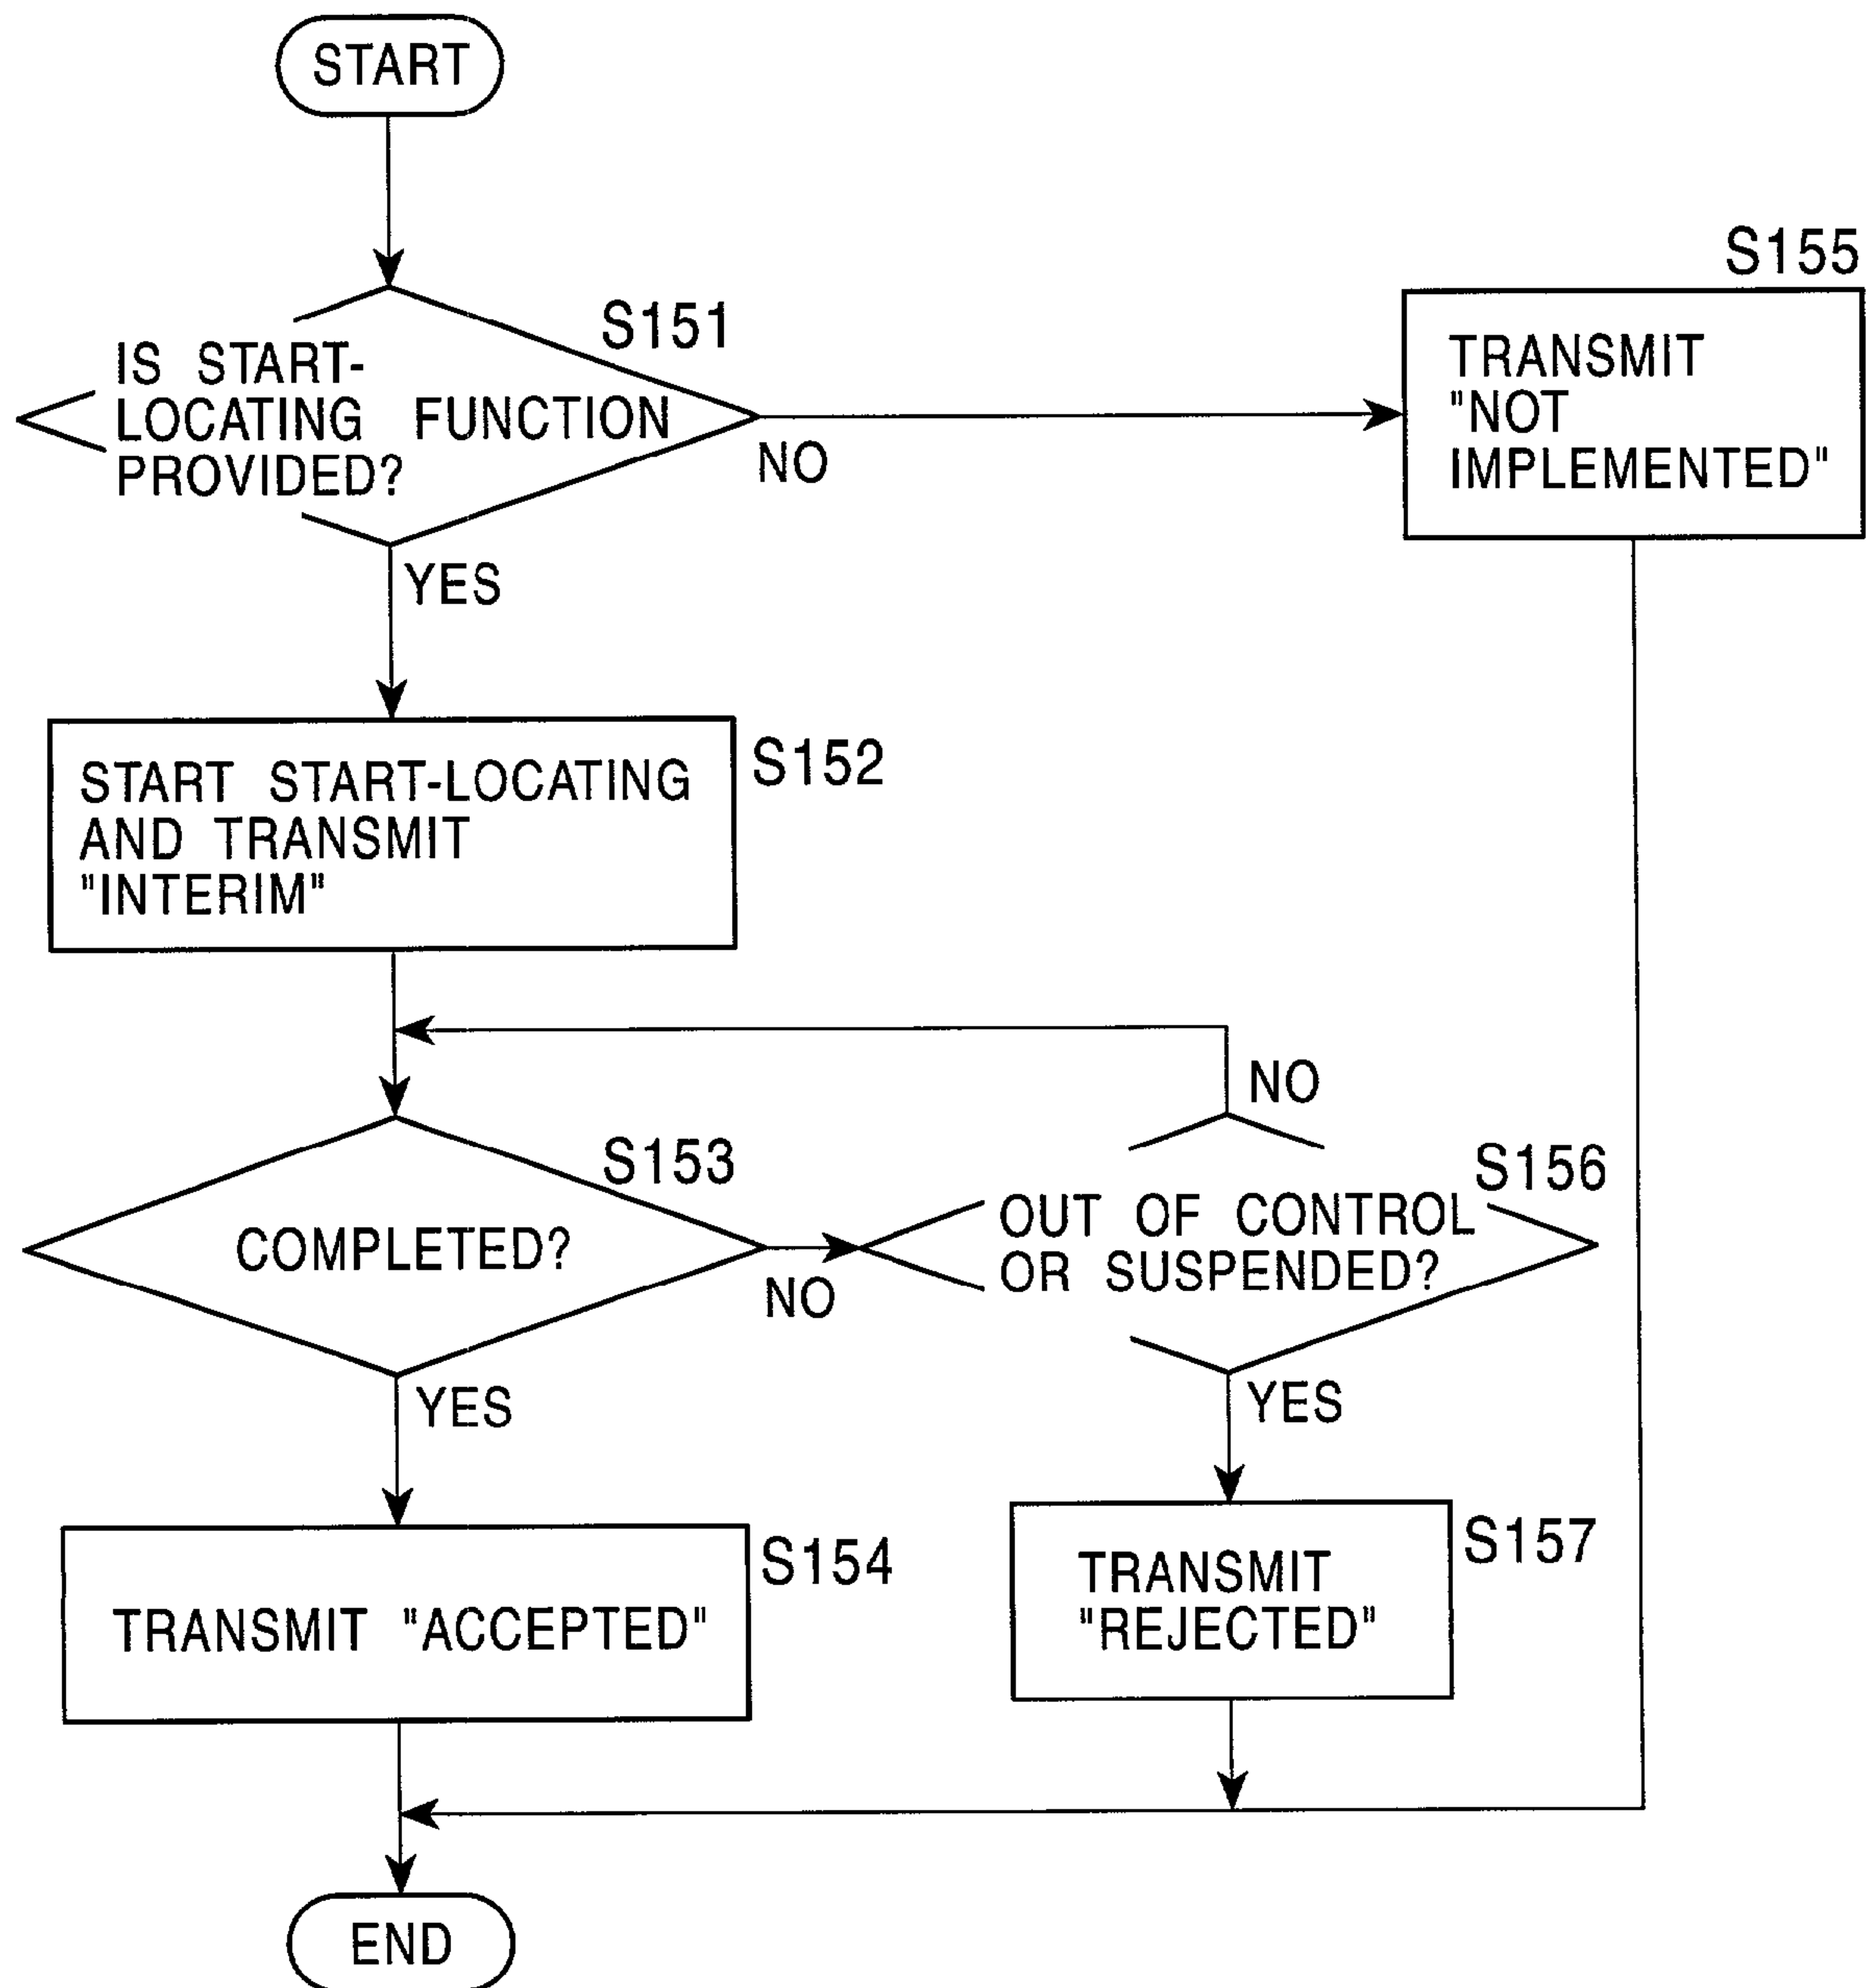 START
S151
IS START-
LOCATING FUNCTION
PROVIDED?
NO
YES
S155
TRANSMIT
"NOT
IMPLEMENTED"
S152
START START-LOCATING
AND TRANSMIT
"INTERIM"
S153
COMPLETED?
NO
YES
NO
S156
OUT OF CONTROL
OR SUSPENDED?
YES
S154
TRANSMIT "ACCEPTED"
S157
TRANSMIT
"REJECTED"
END